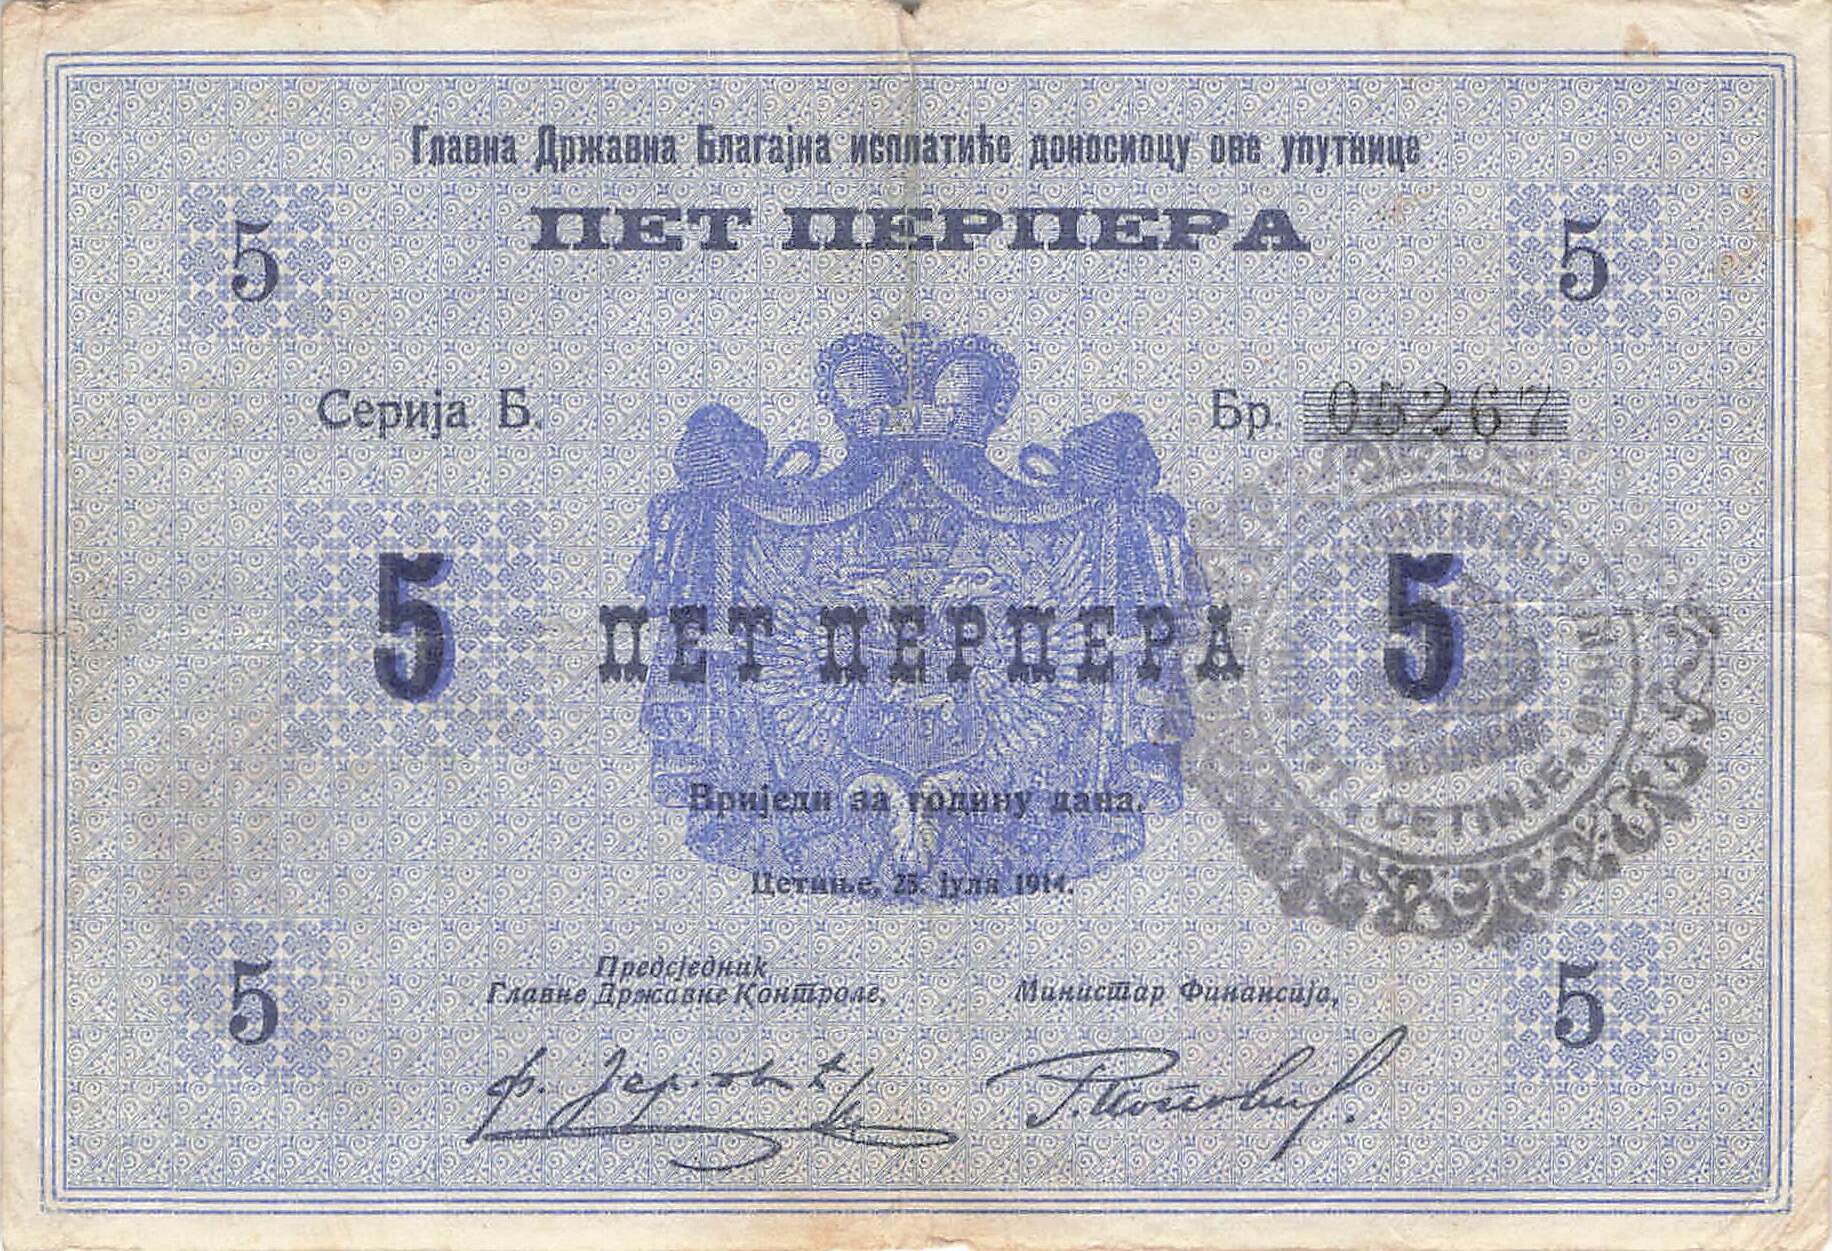 Главна Државна Благајна исплатиће доносиоцу ове упутнице
ПЕТ ПЕРПЕРА
5
5
Серија Б.
Бр. 05267
5
ПЕТ ПЕРПЕРА
5
Вриједи за годину дана.
• CETINJE •
Цетиње, 25. јула 1914.
Предсједник
Главне Државне Контроле,
Министар Финансија,
5
5